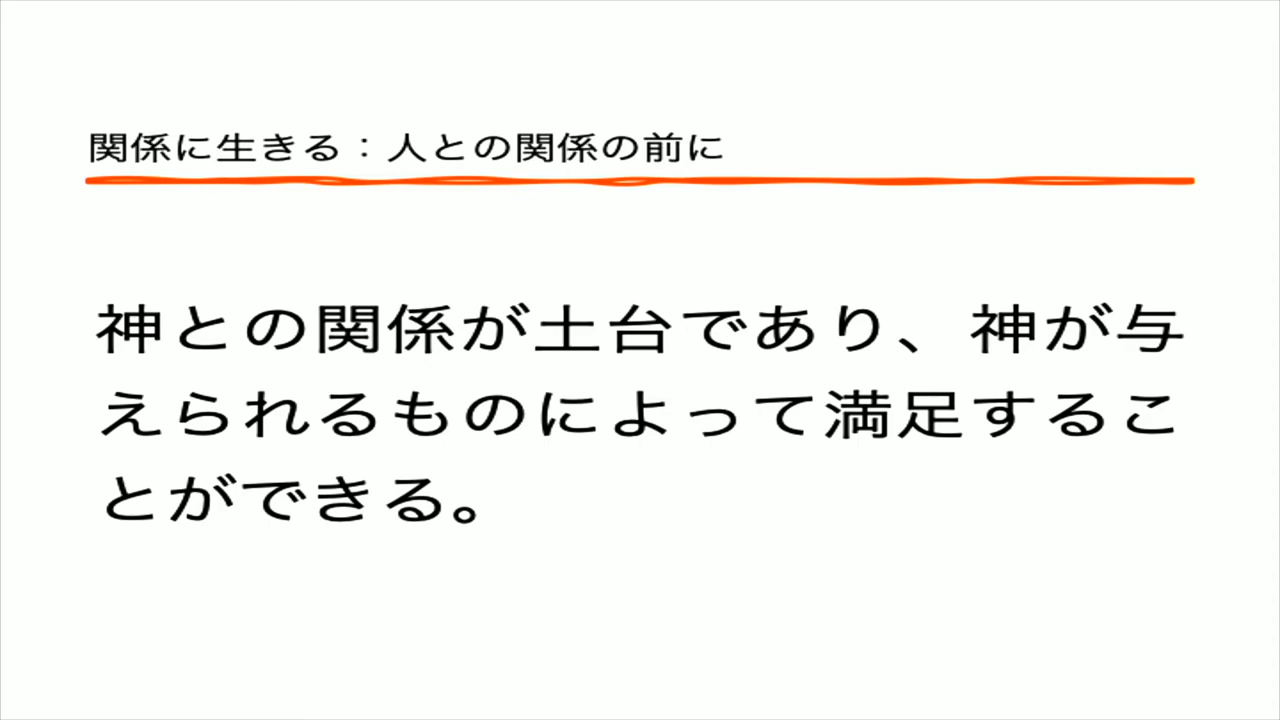 関係に生きる：人との関係の前に
神との関係が土台であり、神が与
えられるものによって満足するこ
とができる。